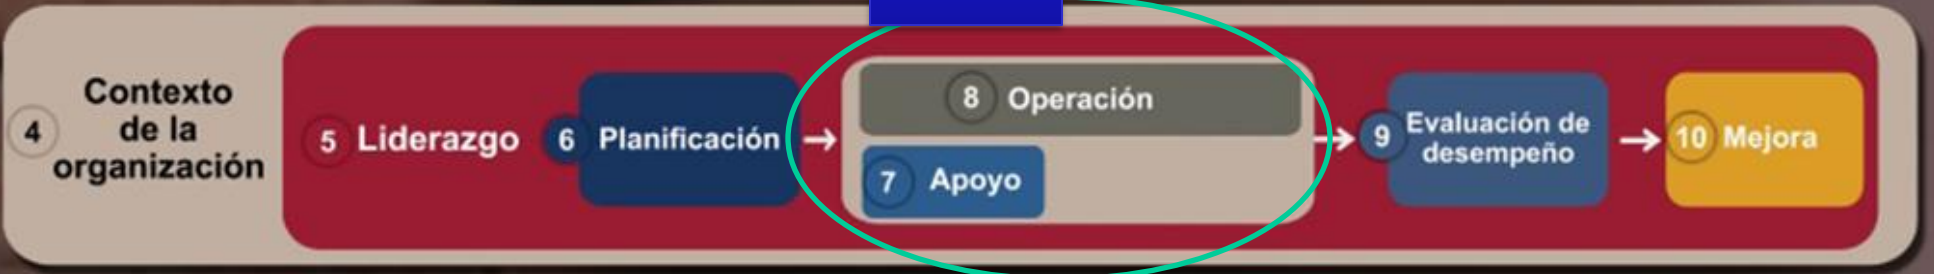 4
Contexto
de la
organización
5 Liderazgo
6 Planificación
8 Operación
7 Apoyo
9 Evaluación de
desempeño
10 Mejora